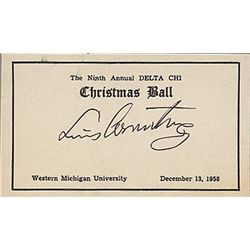 The Ninth Annual DELTA CHI
Christmas Ball
Louis Armstrong
Western Michigan University December 13, 1958